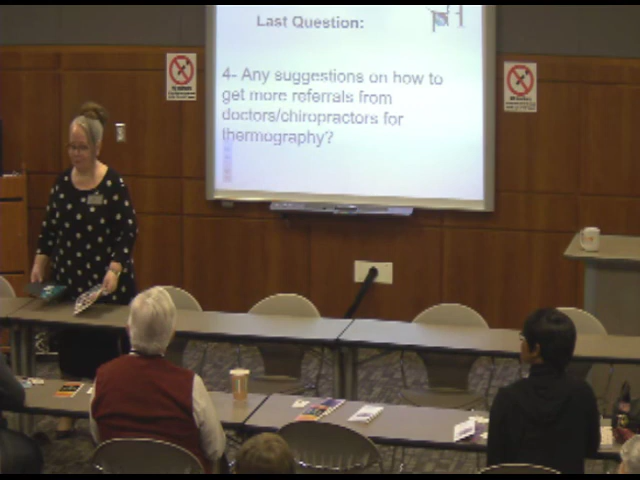 Last Question:
4- Any suggestions on how to
get more referrals from
doctors/chiropractors for
thermography?